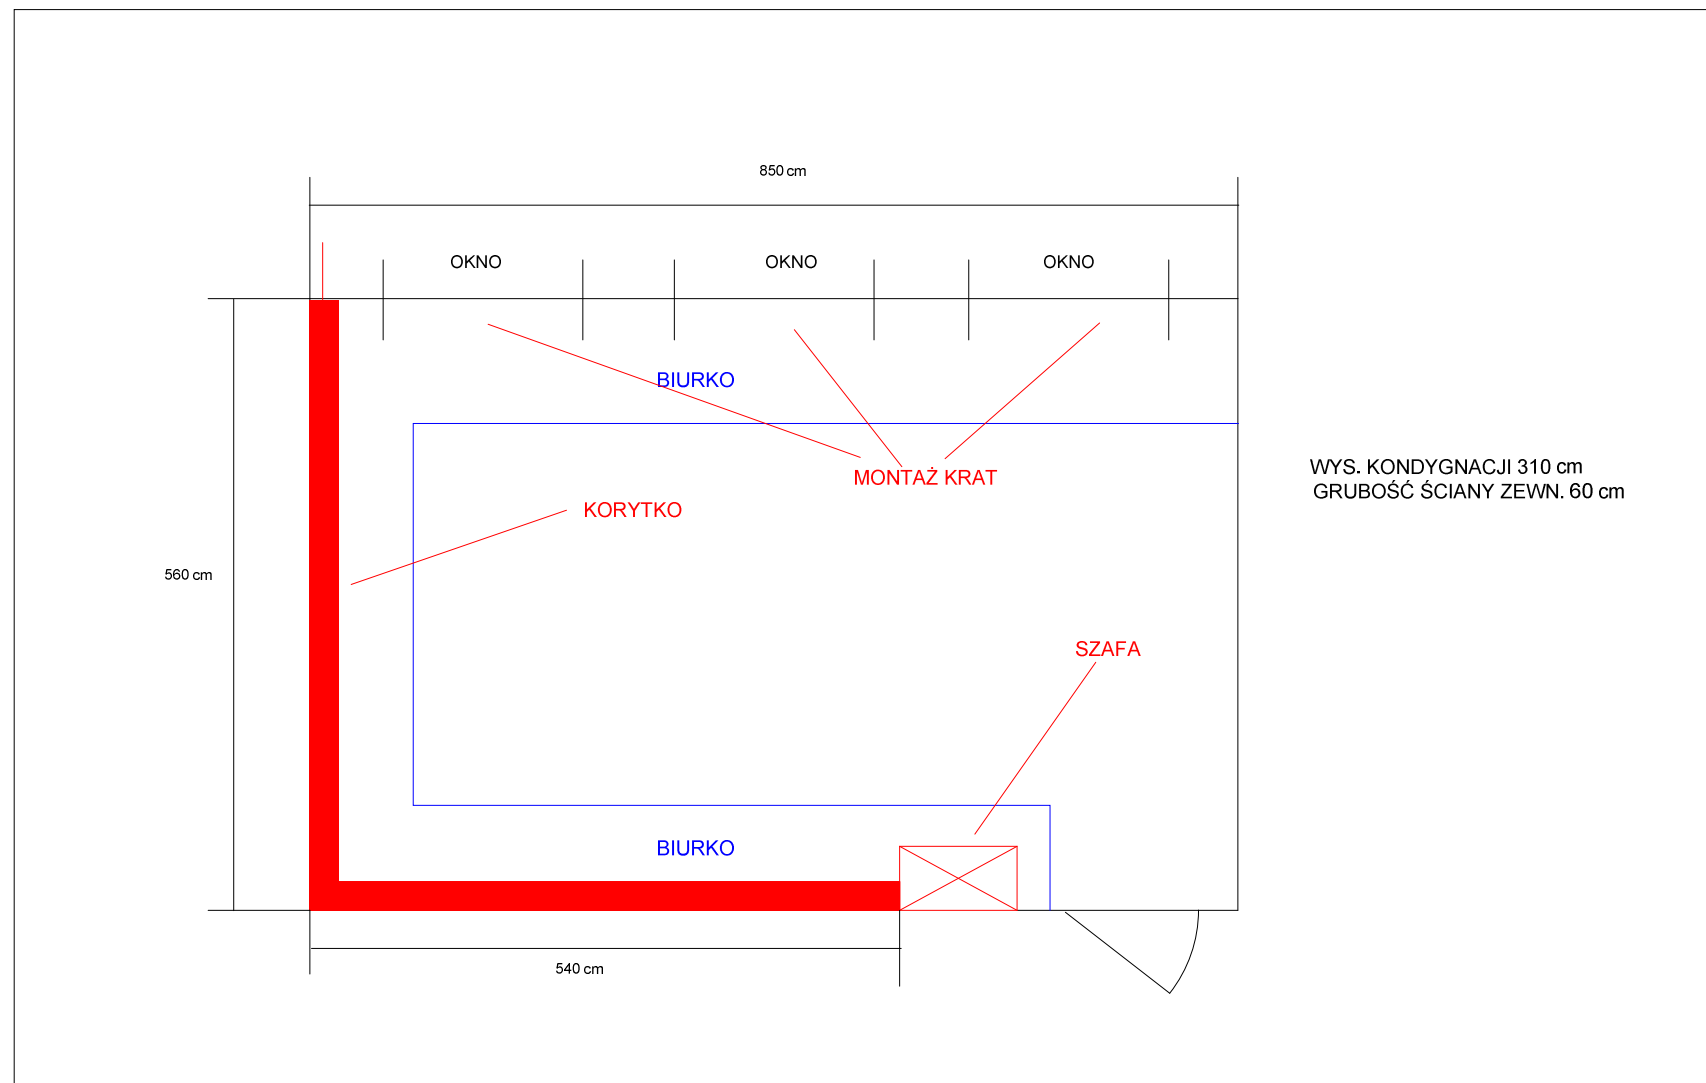 850 cm
OKNO
OKNO
OKNO
BIURKO
MONTAŻ KRAT
WYS. KONDYGNACJI 310 cm
GRUBOŚĆ ŚCIANY ZEWN. 60 cm
KORYTKO
560 cm
SZAFA
BIURKO
540 cm